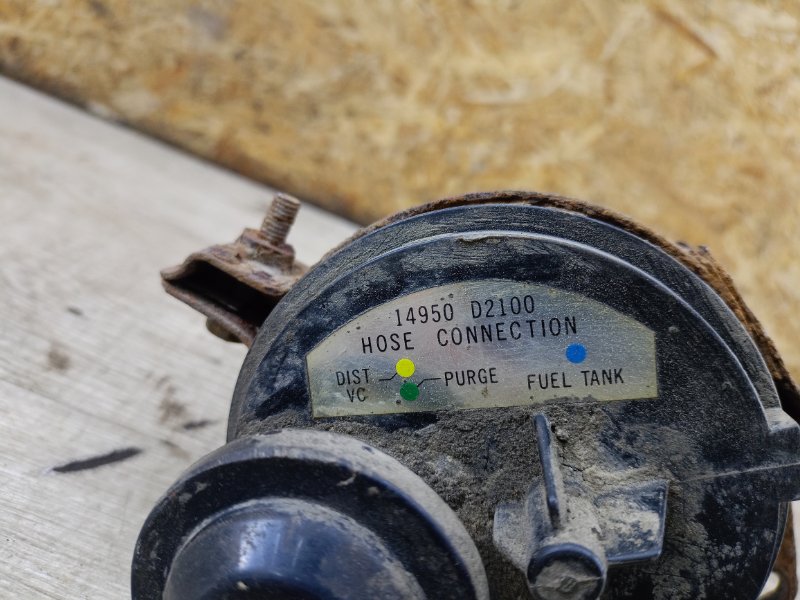 14950 D2100
HOSE CONNECTION
DIST PURGE FUEL TANK
VC